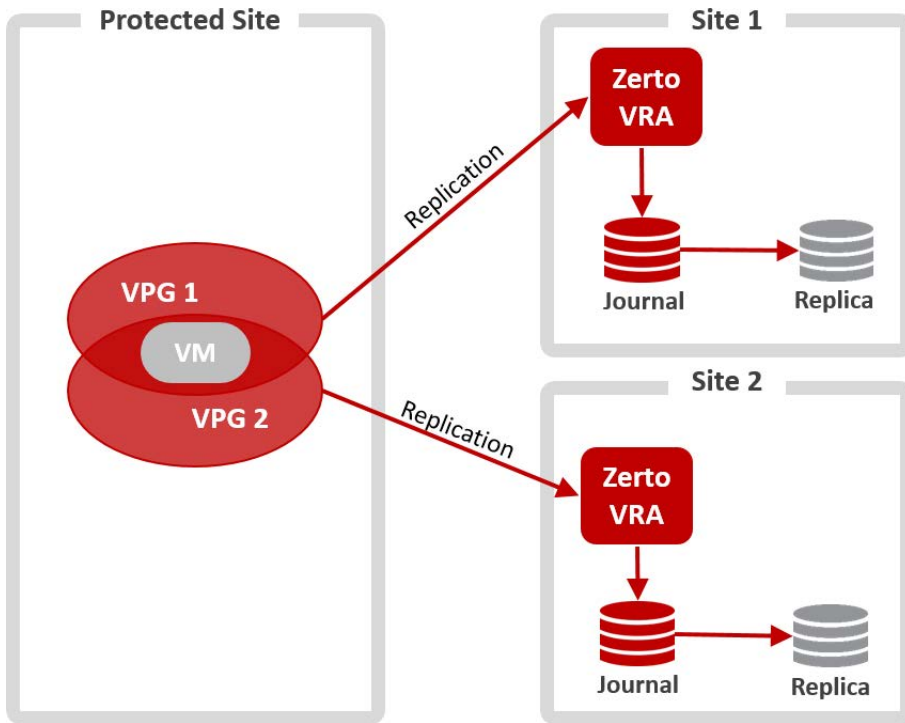 Protected Site
VPG 1
VM
VPG 2
Replication
Replication
Site 1
Zerto
VRA
Journal
Replica
Site 2
Zerto
VRA
Journal
Replica